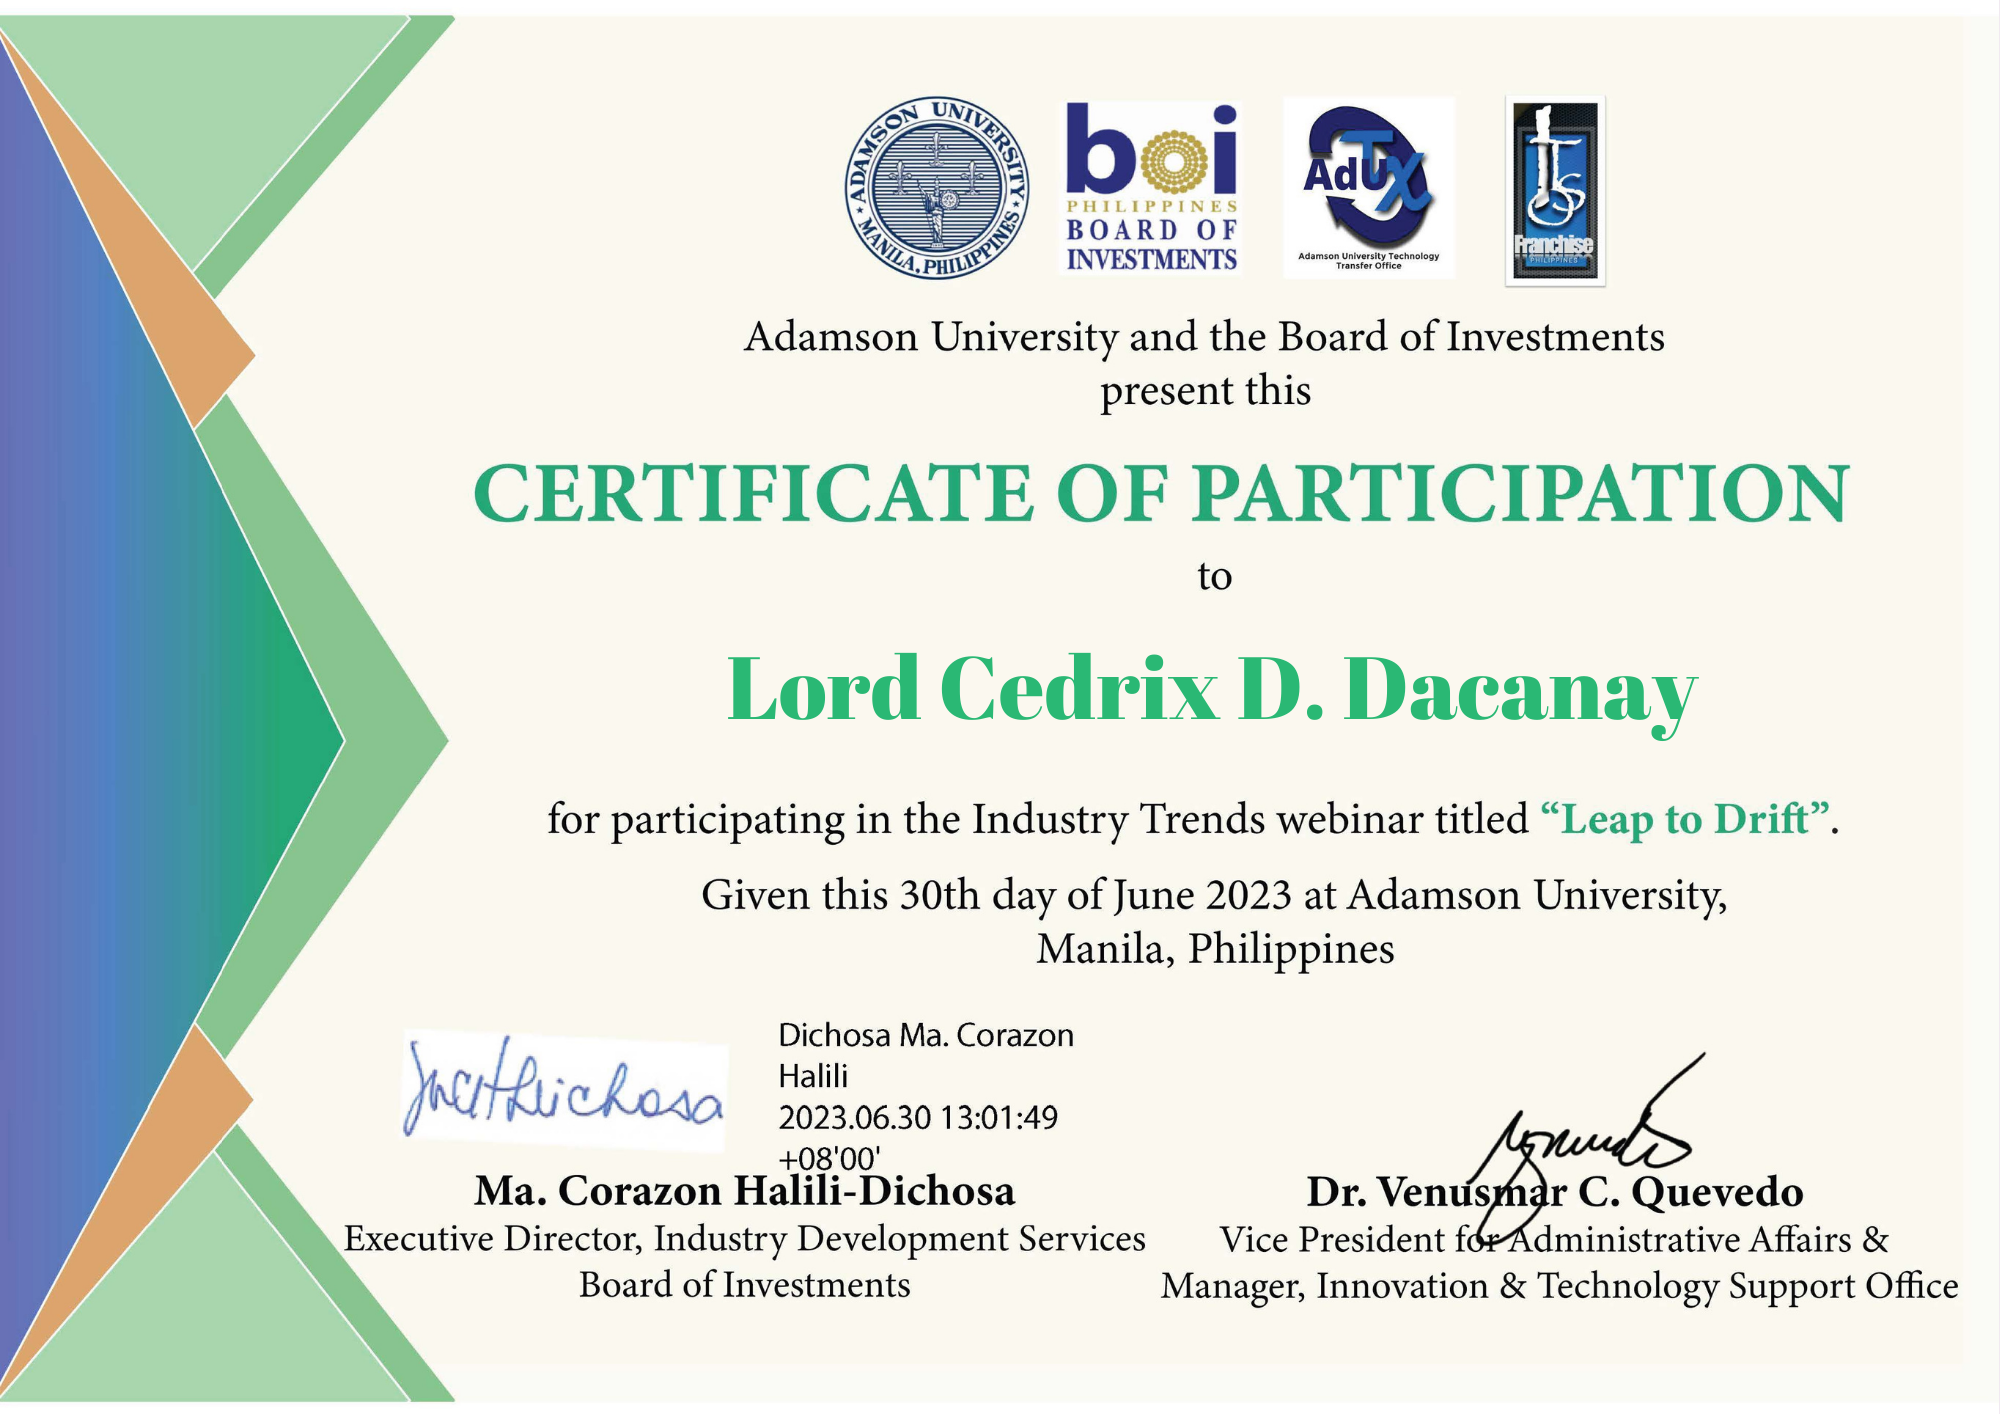 ADAMSON UNIVERSITY
MANILA, PHILIPPINES
boi
PHILIPPINES
BOARD OF
INVESTMENTS
AdU TX
Adamson University Technology
Transfer Office
Franchise
PHILIPPINES
Adamson University and the Board of Investments
present this
CERTIFICATE OF PARTICIPATION
to
Lord Cedrix D. Dacanay
for participating in the Industry Trends webinar titled “Leap to Drift”.
Given this 30th day of June 2023 at Adamson University,
Manila, Philippines
Dichosa Ma. Corazon
Halili
2023.06.30 13:01:49
+08'00'
Ma. Corazon Halili-Dichosa
Executive Director, Industry Development Services
Board of Investments
Dr. Venusmar C. Quevedo
Vice President for Administrative Affairs &
Manager, Innovation & Technology Support Office